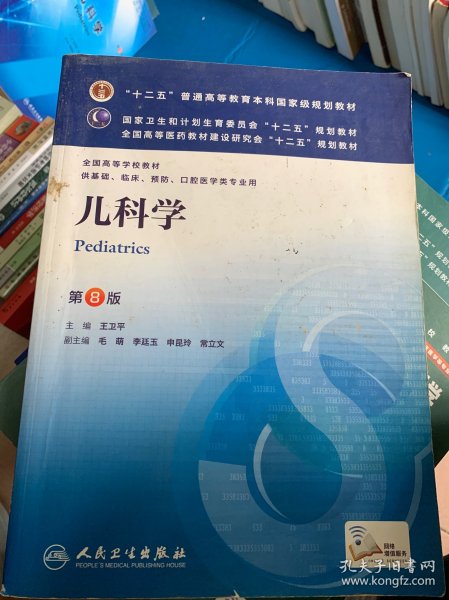 “十二五”普通高等教育本科国家级规划教材
国家卫生和计划生育委员会“十二五”规划教材
全国高等医药教材建设研究会“十二五”规划教材
全国高等学校教材
供基础、临床、预防、口腔医学类专业用
儿科学
Pediatrics
第8版
主编 王卫平
副主编 毛萌 李廷玉 申昆玲 常立文
人民卫生出版社
PEOPLE'S MEDICAL PUBLISHING HOUSE
网络
增值服务
孔夫子旧书网
www.kongfz.com